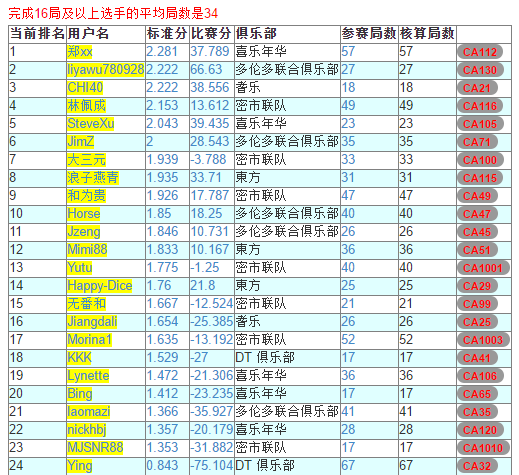 完成16局及以上选手的平均局数是34
当前排名 用户名 标准分 比赛分 俱乐部 参赛局数 核算局数
1 郑xx 2.281 37.789 喜乐年华 57 57 CA112
2 liyawu780928 2.222 66.63 多伦多联合俱乐部 27 27 CA130
3 CHI40 2.222 38.556 耆乐 18 18 CA21
4 林佩成 2.153 13.612 密市联队 49 49 CA116
5 SteveXu 2.043 39.435 喜乐年华 23 23 CA105
6 JimZ 2 28.543 多伦多联合俱乐部 35 35 CA71
7 大三元 1.939 -3.788 密市联队 33 33 CA100
8 浪子燕青 1.935 33.71 東方 31 31 CA115
9 和为贵 1.926 17.787 密市联队 47 47 CA49
10 Horse 1.85 18.25 多伦多联合俱乐部 40 40 CA47
11 Jzeng 1.846 10.731 多伦多联合俱乐部 26 26 CA45
12 Mimi88 1.833 10.167 東方 36 36 CA51
13 Yutu 1.775 -1.25 密市联队 40 40 CA1001
14 Happy-Dice 1.76 21.8 東方 25 25 CA29
15 无番和 1.667 -12.524 密市联队 21 21 CA99
16 Jiangdali 1.654 -25.385 耆乐 26 26 CA25
17 Morina1 1.635 -13.192 密市联队 52 52 CA1003
18 KKK 1.529 -27 DT 俱乐部 17 17 CA41
19 Lynette 1.472 -21.306 喜乐年华 36 36 CA106
20 Bing 1.412 -23.235 喜乐年华 17 17 CA65
21 laomazi 1.366 -35.927 多伦多联合俱乐部 41 41 CA35
22 nickhbj 1.357 -20.179 喜乐年华 28 28 CA120
23 MJSNR88 1.353 -31.882 密市联队 17 17 CA1010
24 Ying 0.843 -75.104 DT 俱乐部 67 67 CA32